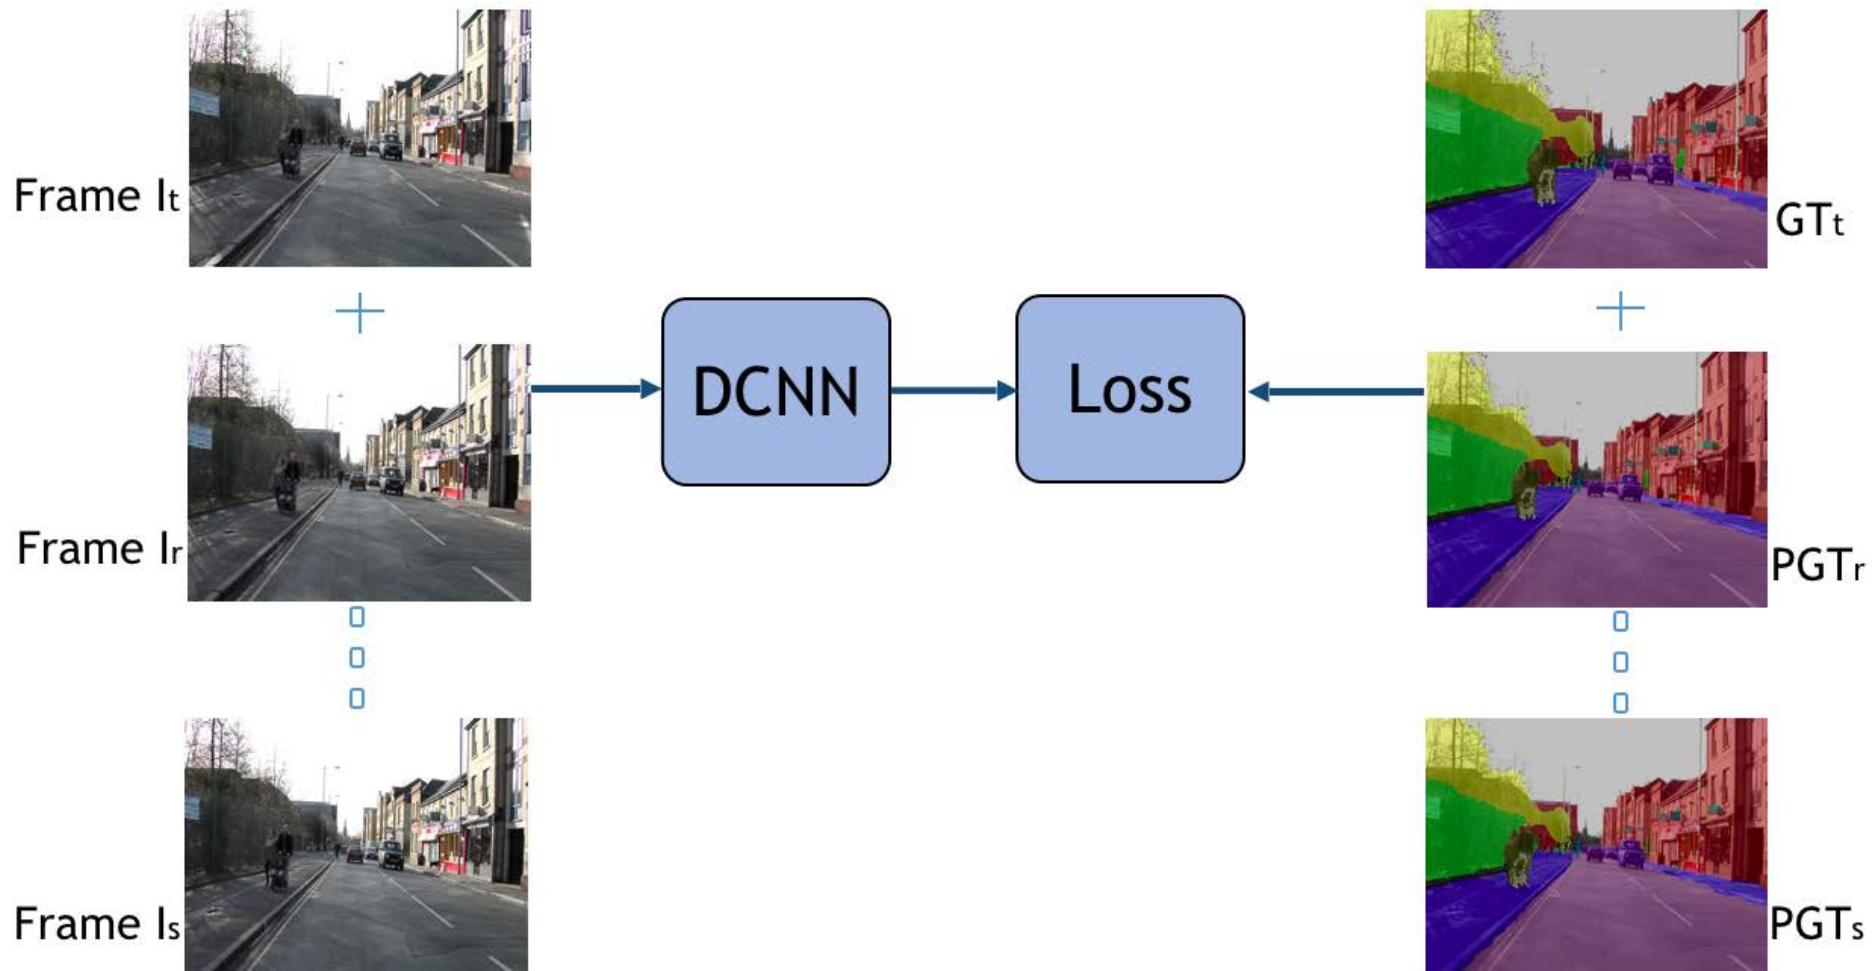 Frame It
GTt
DCNN
Loss
Frame Ir
PGTr
Frame Is
PGTs